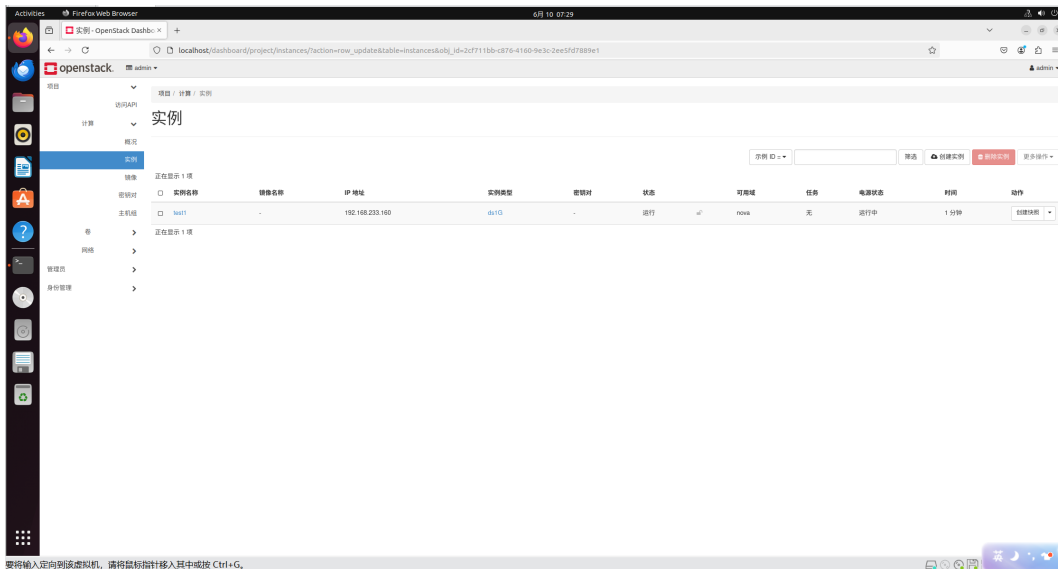 Activities Firefox Web Browser 6月 10 07:29
实例 - OpenStack Dashbo × +
localhost/dashboard/project/instances/?action=row_update&table=instances&obj_id=2cf711bb-c876-4160-9e3c-2ee5fd7889e1
openstack. admin admin
项目
访问API
计算
概况
实例
镜像
密钥对
主机组
卷
网络
管理员
身份管理
项目 / 计算 / 实例
实例
示例 ID = 筛选 创建实例 删除实例 更多操作
正在显示 1 项
实例名称 镜像名称 IP 地址 实例类型 密钥对 状态 可用域 任务 电源状态 时间 动作
test1 - 192.168.233.160 ds1G - 运行 nova 无 运行中 1 分钟 创建快照
正在显示 1 项
要将输入定向到该虚拟机，请将鼠标指针移入其中或按 Ctrl+G。
英